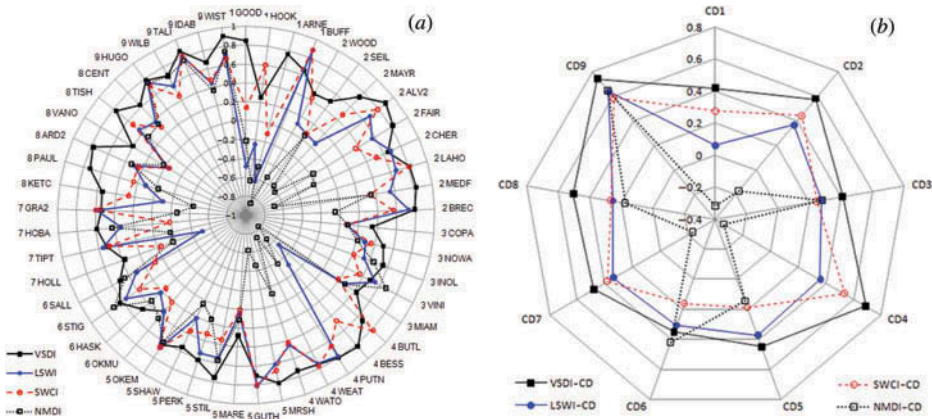 (a)
1 GOOD
1 HOOK
1 ARNE
1 BUFF
2 WOOD
2 SEIL
2 MAYR
2 ALV2
2 FAIR
2 CHER
2 LAHO
2 MEDF
2 BREC
3 COPA
3 NOWA
3 INOL
3 VINI
3 MIAM
4 BUTL
4 BESS
4 PUTN
4 WEAT
4 WATO
5 MRSH
5 GUTH
5 MARE
5 STIL
5 PERK
5 SHAW
6 OKEM
6 OKMU
6 HASK
6 STIG
6 SALL
7 HOLL
7 TIPT
7 HOBA
7 GRA2
8 KETC
8 PAUL
8 ARD2
8 VANO
8 TISH
8 CENT
9 HUGO
9 WILB
9 TALI
9 IDAB
9 WIST
1
0.8
0.6
0.4
0.2
0
-0.2
-0.4
-0.6
-0.8
-1
VSDI
LSWI
SWCI
NMDI
(b)
CD1
CD2
CD3
CD4
CD5
CD6
CD7
CD8
CD9
0.8
0.6
0.4
0.2
0
-0.2
-0.4
VSDI-CD
LSWI-CD
SWCI-CD
NMDI-CD